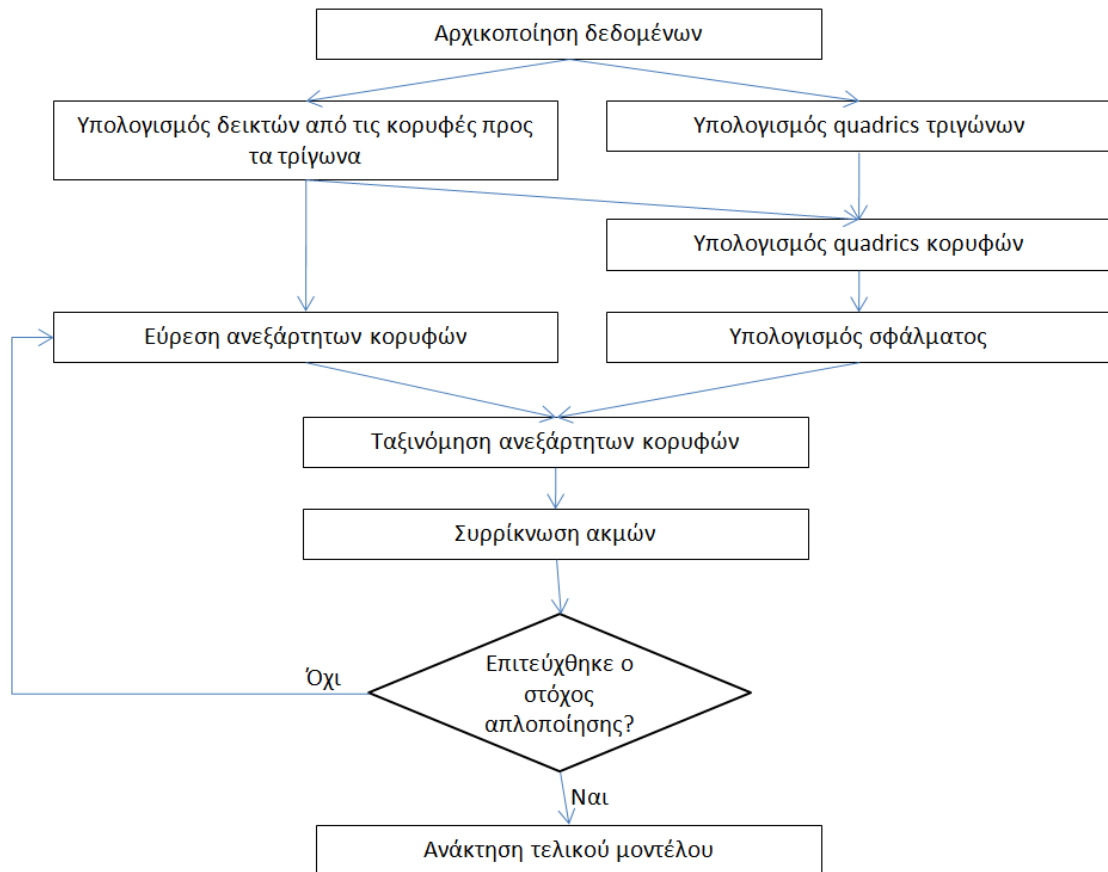 Αρχικοποίηση δεδομένων
Υπολογισμός δεικτών από τις κορυφές προς
τα τρίγωνα
Υπολογισμός quadrics τριγώνων
Υπολογισμός quadrics κορυφών
Εύρεση ανεξάρτητων κορυφών
Υπολογισμός σφάλματος
Ταξινόμηση ανεξάρτητων κορυφών
Συρρίκνωση ακμών
Επιτεύχθηκε ο
στόχος
απλοποίησης?
Όχι
Ναι
Ανάκτηση τελικού μοντέλου